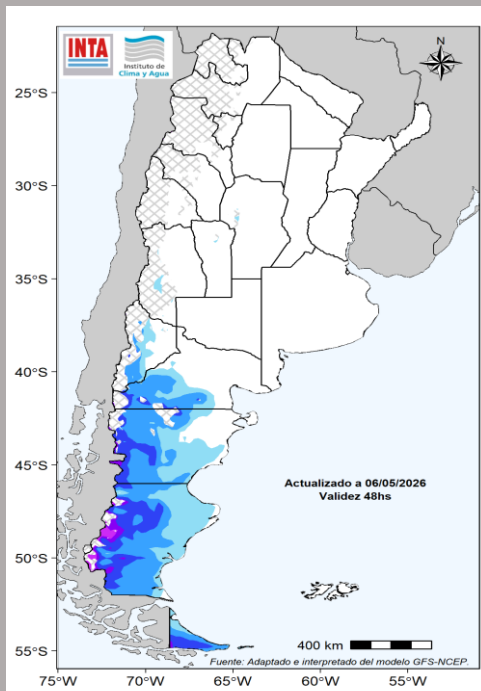 INTA
Instituto de
Clima y Agua
N
25°S
30°S
35°S
40°S
45°S
50°S
55°S
Actualizado a 06/05/2026
Validez 48hs
400 km
Fuente: Adaptado e interpretado del modelo GFS-NCEP.
75°W
70°W
65°W
60°W
55°W